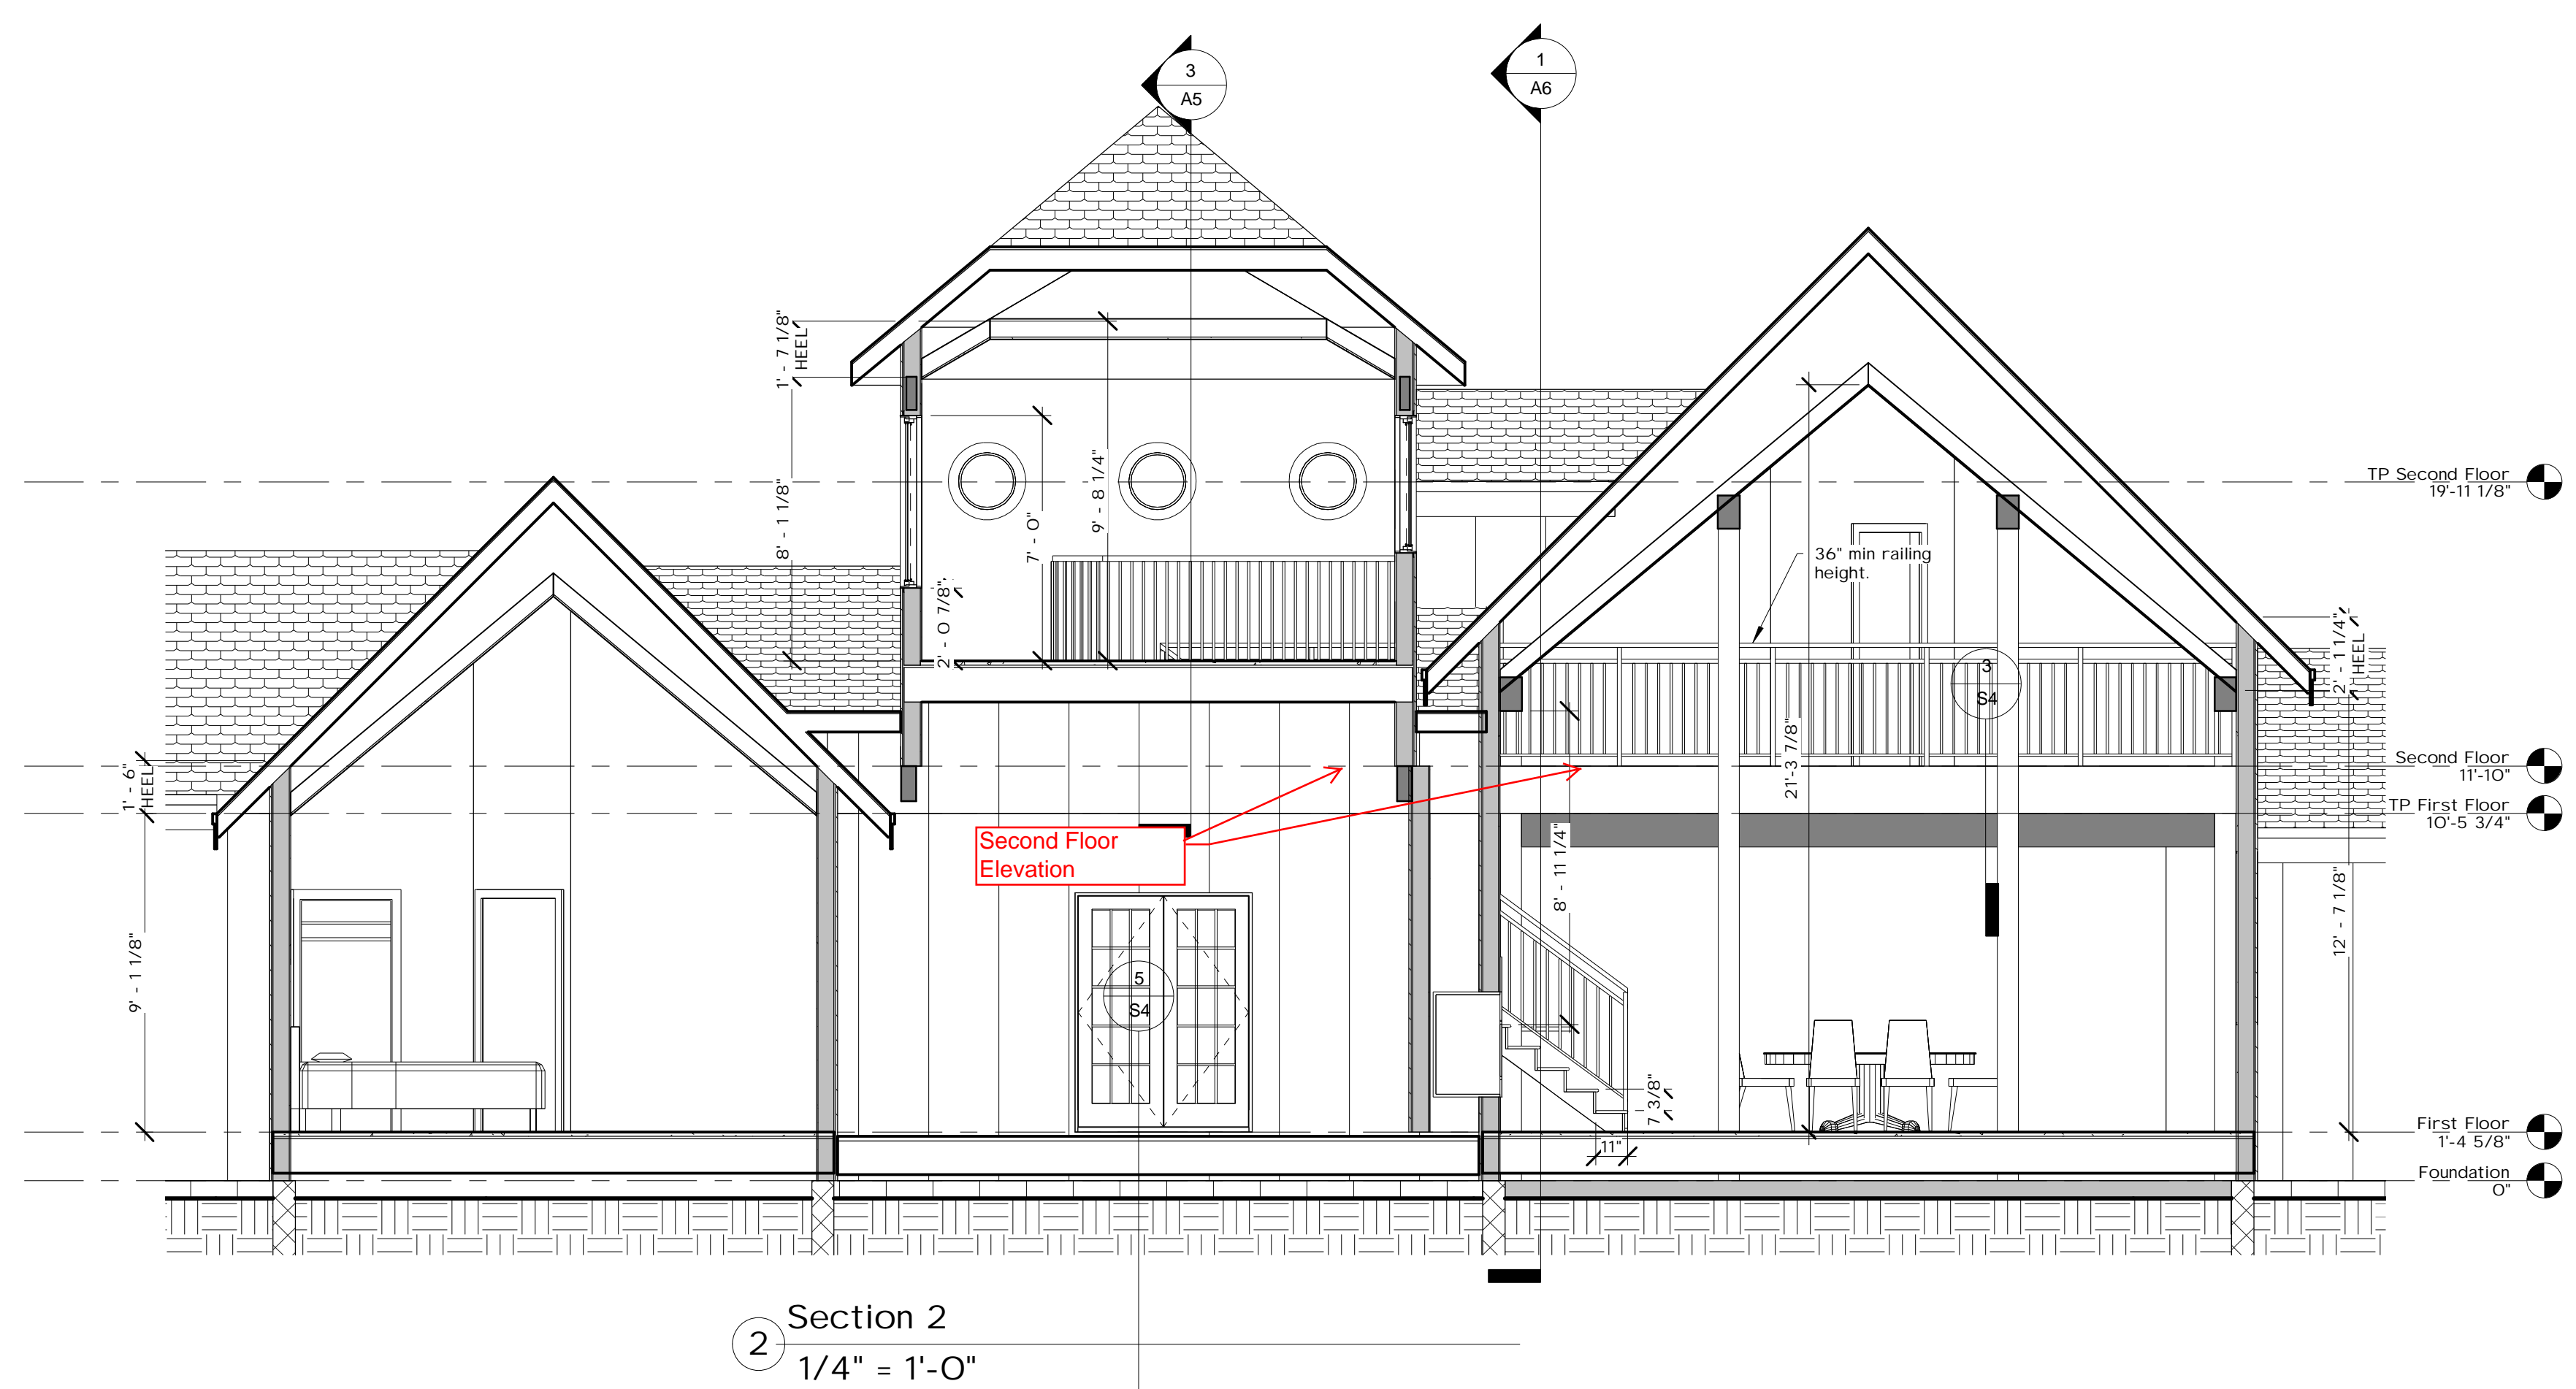 3
A5
1
A6
1' - 7 1/8"
HEEL
8' - 1 1/8"
9' - 8 1/4"
7' - 0"
2' - 0 7/8"
TP Second Floor
19'-11 1/8"
36" min railing
height.
2' - 1 1/4"
HEEL
3
S4
21'-3 7/8"
1' - 6"
HEEL
Second Floor
11'-10"
TP First Floor
10'-5 3/4"
Second Floor
Elevation
8' - 11 1/4"
9' - 1 1/8"
12' - 7 1/8"
5
S4
7 3/8"
11"
First Floor
1'-4 5/8"
Foundation
0"
2
Section 2
1/4" = 1'-0"